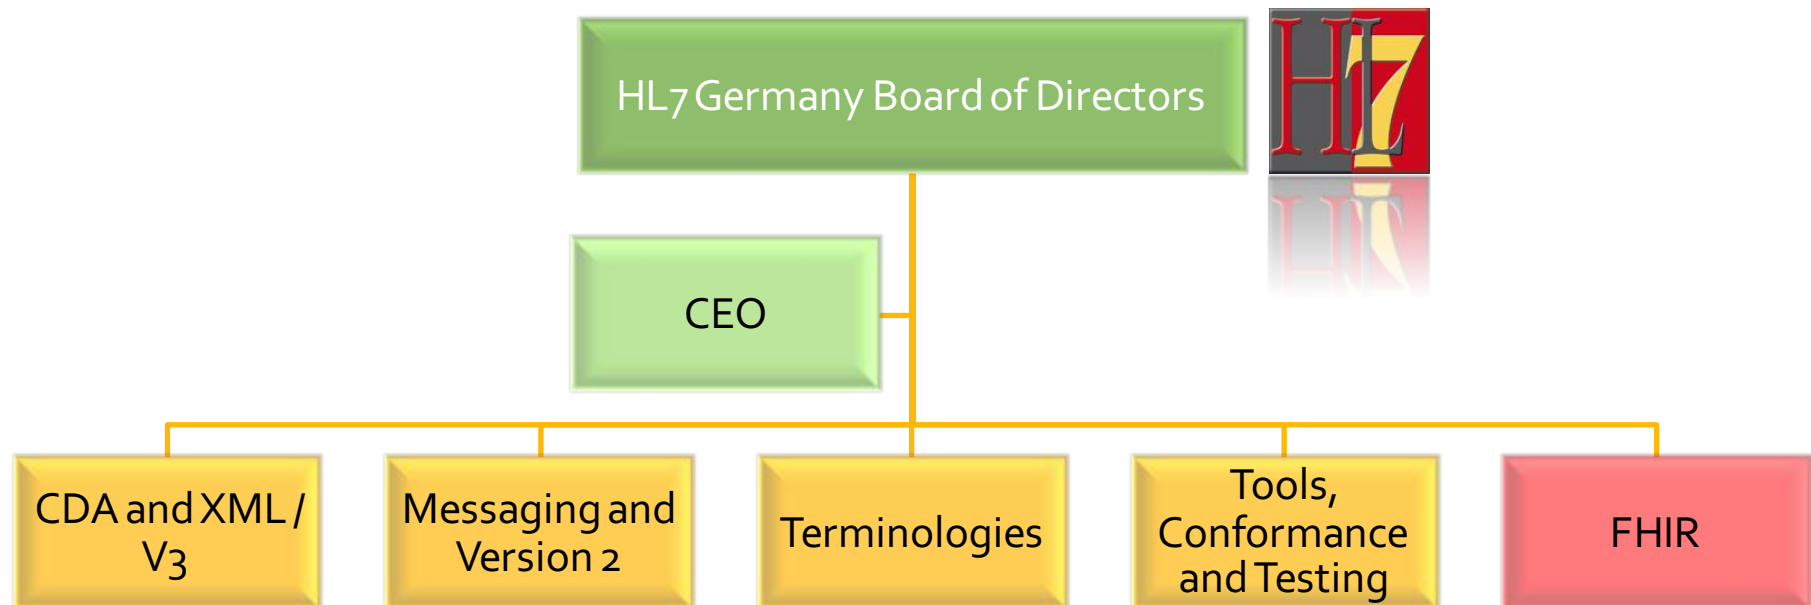 HL7 Germany Board of Directors
HL7
CEO
CDA and XML /
V3
Messaging and
Version 2
Terminologies
Tools,
Conformance
and Testing
FHIR